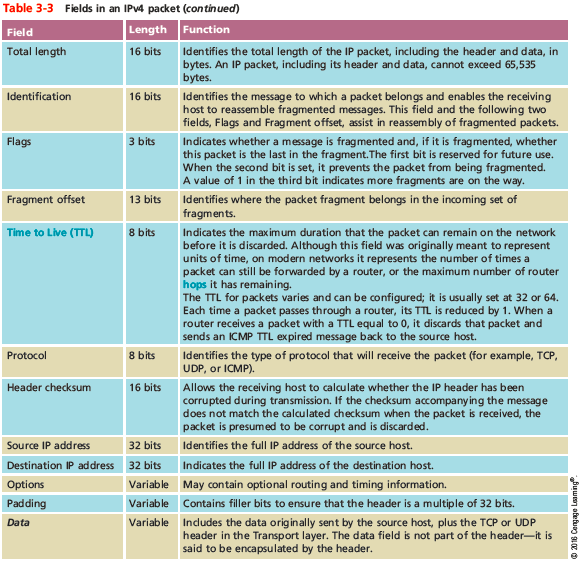 Table 3-3 Fields in an IPv4 packet (continued)
Field Length Function
Total length 16 bits Identifies the total length of the IP packet, including the header and data, in
bytes. An IP packet, including its header and data, cannot exceed 65,535
bytes.
Identification 16 bits Identifies the message to which a packet belongs and enables the receiving
host to reassemble fragmented messages. This field and the following two
fields, Flags and Fragment offset, assist in reassembly of fragmented packets.
Flags 3 bits Indicates whether a message is fragmented and, if it is fragmented, whether
this packet is the last in the fragment.The first bit is reserved for future use.
When the second bit is set, it prevents the packet from being fragmented.
A value of 1 in the third bit indicates more fragments are on the way.
Fragment offset 13 bits Identifies where the packet fragment belongs in the incoming set of
fragments.
Time to Live (TTL) 8 bits Indicates the maximum duration that the packet can remain on the network
before it is discarded. Although this field was originally meant to represent
units of time, on modern networks it represents the number of times a
packet can still be forwarded by a router, or the maximum number of router
hops it has remaining.
The TTL for packets varies and can be configured; it is usually set at 32 or 64.
Each time a packet passes through a router, its TTL is reduced by 1. When a
router receives a packet with a TTL equal to 0, it discards that packet and
sends an ICMP TTL expired message back to the source host.
Protocol 8 bits Identifies the type of protocol that will receive the packet (for example, TCP,
UDP, or ICMP).
Header checksum 16 bits Allows the receiving host to calculate whether the IP header has been
corrupted during transmission. If the checksum accompanying the message
does not match the calculated checksum when the packet is received, the
packet is presumed to be corrupt and is discarded.
Source IP address 32 bits Identifies the full IP address of the source host.
Destination IP address 32 bits Indicates the full IP address of the destination host.
Options Variable May contain optional routing and timing information.
Padding Variable Contains filler bits to ensure that the header is a multiple of 32 bits.
Data Variable Includes the data originally sent by the source host, plus the TCP or UDP
header in the Transport layer. The data field is not part of the header—it is
said to be encapsulated by the header.
© 2016 Cengage Learning®.